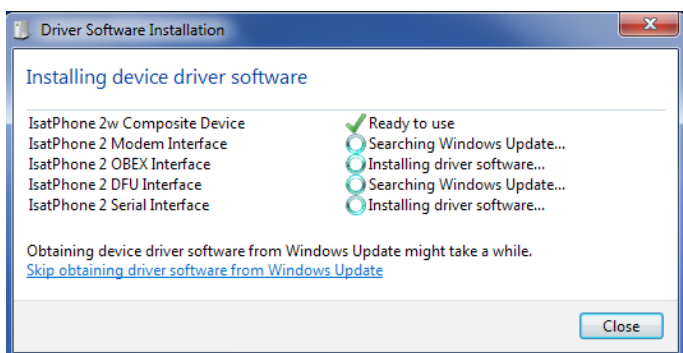 Driver Software Installation
Installing device driver software
IsatPhone 2w Composite Device Ready to use
IsatPhone 2 Modem Interface Searching Windows Update...
IsatPhone 2 OBEX Interface Installing driver software...
IsatPhone 2 DFU Interface Searching Windows Update...
IsatPhone 2 Serial Interface Installing driver software...
Obtaining device driver software from Windows Update might take a while.
Skip obtaining driver software from Windows Update
Close